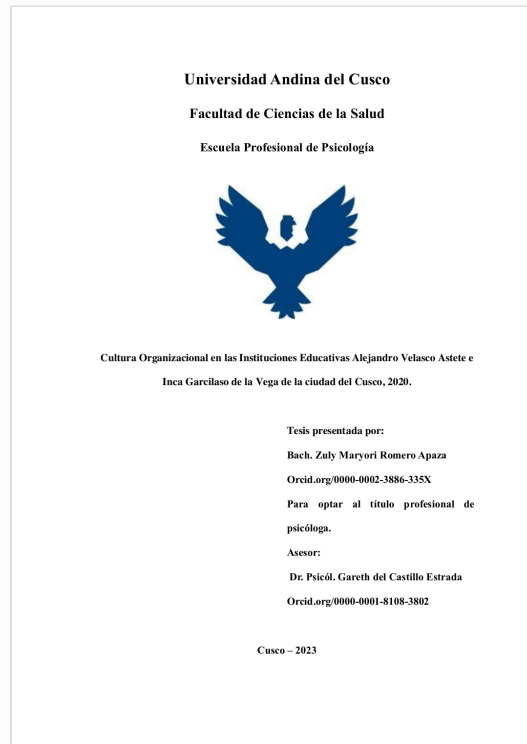 Universidad Andina del Cusco
Facultad de Ciencias de la Salud
Escuela Profesional de Psicología
Cultura Organizacional en las Instituciones Educativas Alejandro Velasco Astete e
Inca Garcilaso de la Vega de la ciudad del Cusco, 2020.
Tesis presentada por:
Bach. Zuly Maryori Romero Apaza
Orcid.org/0000-0002-3886-335X
Para optar al título profesional de
psicóloga.
Asesor:
Dr. Psicól. Gareth del Castillo Estrada
Orcid.org/0000-0001-8108-3802
Cusco – 2023